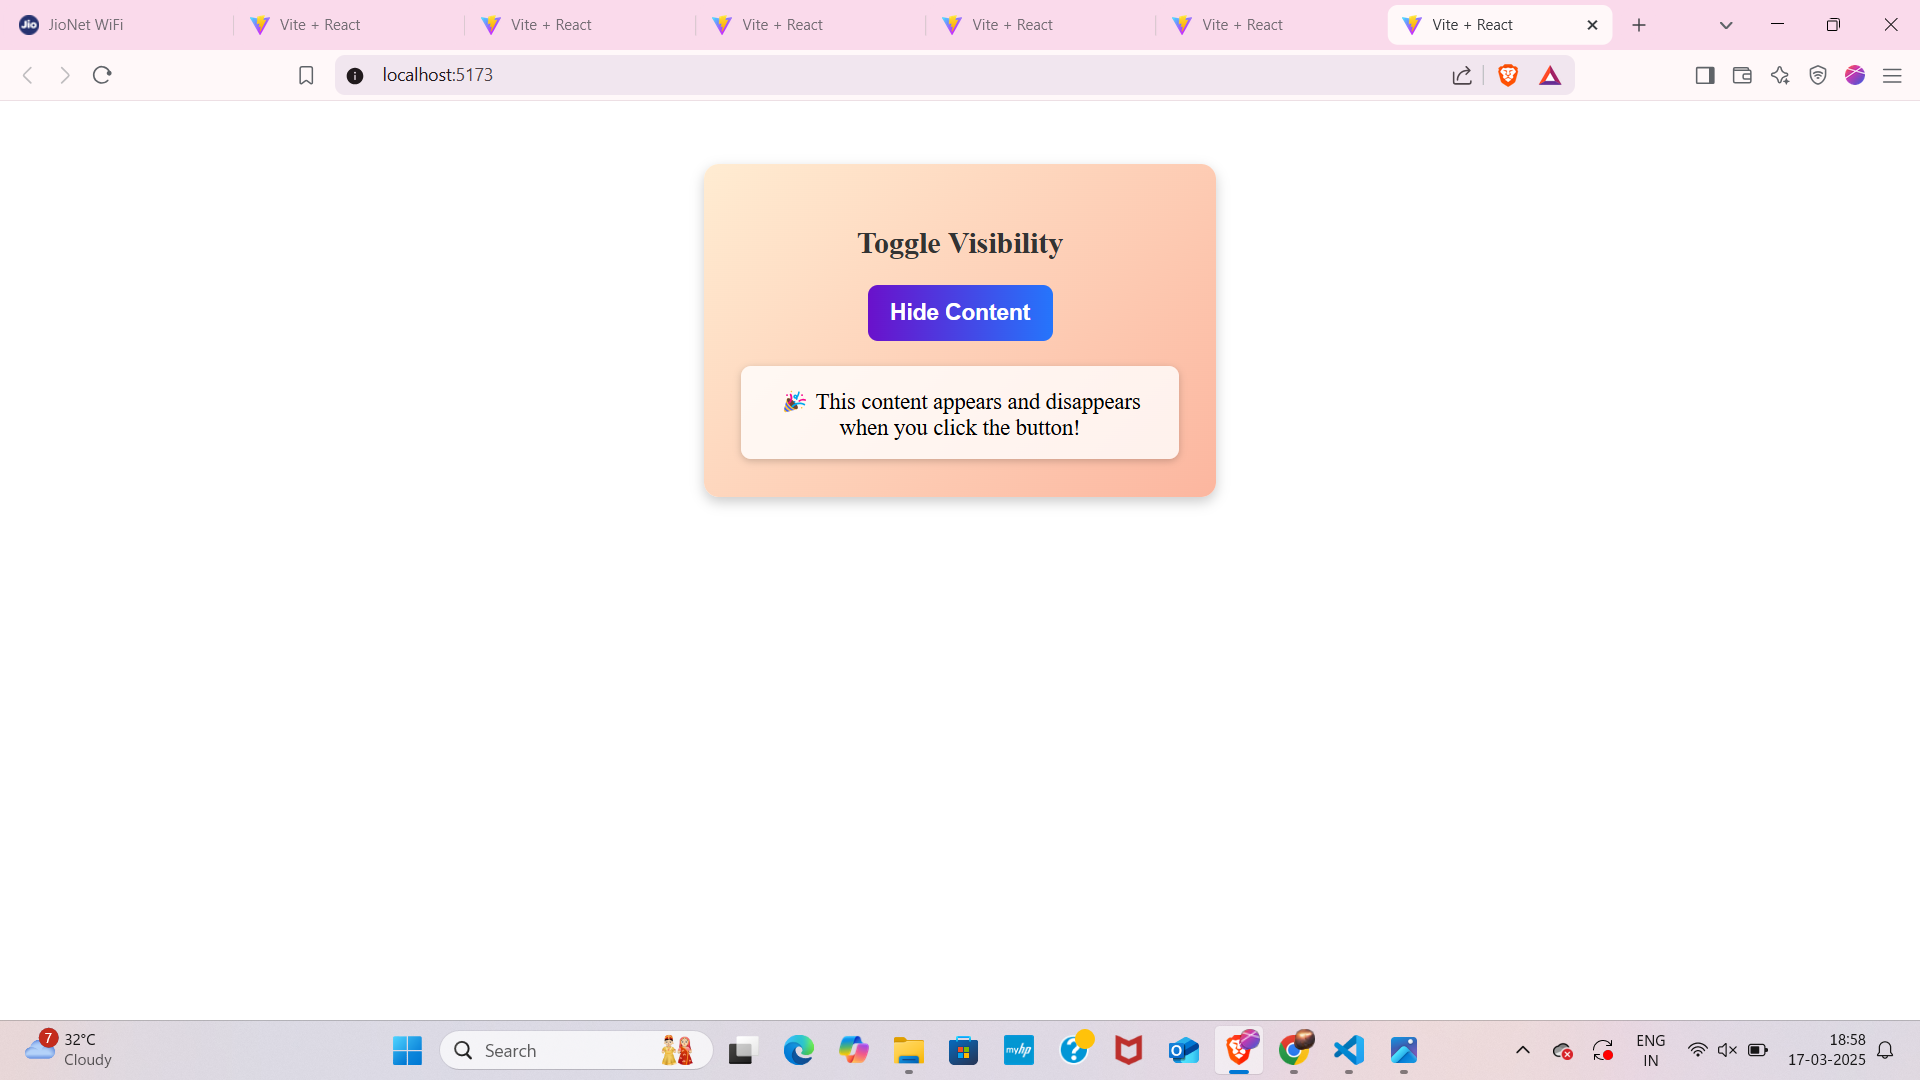 Jio JioNet WiFi
Vite + React
Vite + React
Vite + React
Vite + React
Vite + React
Vite + React
localhost:5173
Toggle Visibility
Hide Content
🎉 This content appears and disappears
when you click the button!
7
32°C
Cloudy
Search
myhp
ENG
IN
18:58
17-03-2025